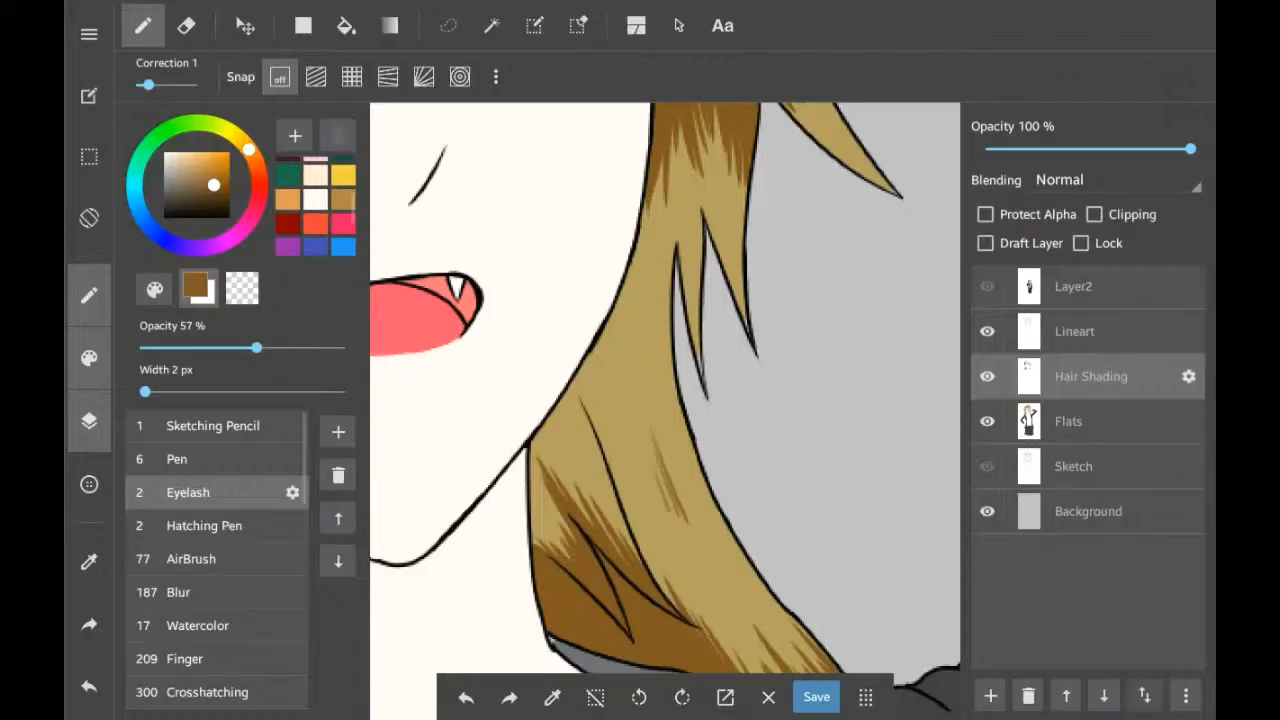 Aa
Correction 1
Snap
off
Opacity 100 %
Blending Normal
Protect Alpha
Clipping
Draft Layer
Lock
Layer2
Lineart
Hair Shading
Flats
Sketch
Background
Opacity 57 %
Width 2 px
1 Sketching Pencil
6 Pen
2 Eyelash
2 Hatching Pen
77 AirBrush
187 Blur
17 Watercolor
209 Finger
300 Crosshatching
Save